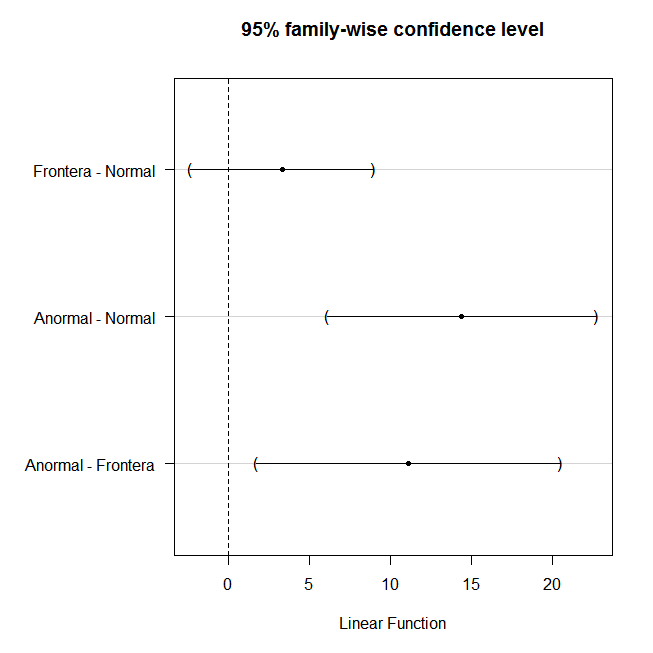 95% family-wise confidence level
Frontera - Normal
Anormal - Normal
Anormal - Frontera
0 5 10 15 20
Linear Function